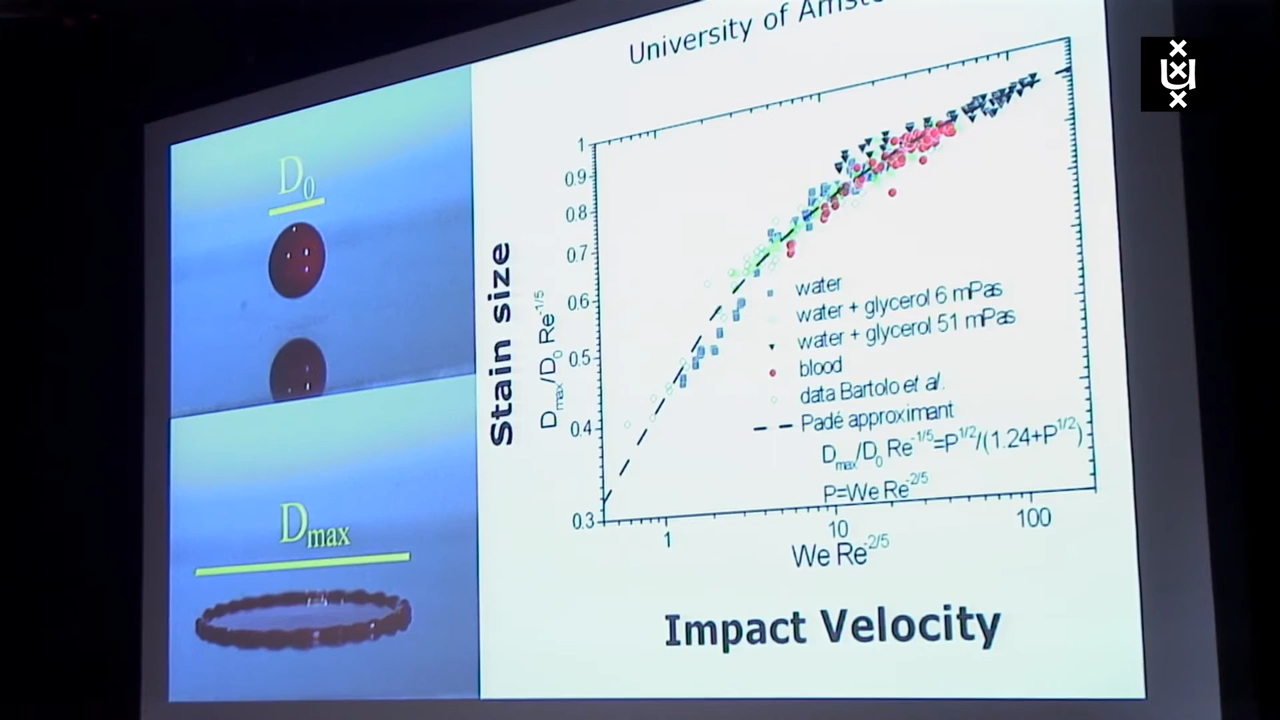 University of Amste
D0
Dmax
Stain size
Dmax/D0 Re-1/5
1
0.9
0.8
0.7
0.6
0.5
0.4
0.3
water
water + glycerol 6 mPas
water + glycerol 51 mPas
blood
data Bartolo et al.
Padé approximant
Dmax/D0 Re-1/5=P1/2/(1.24+P1/2)
P=We Re-2/5
1
10
100
We Re-2/5
Impact Velocity